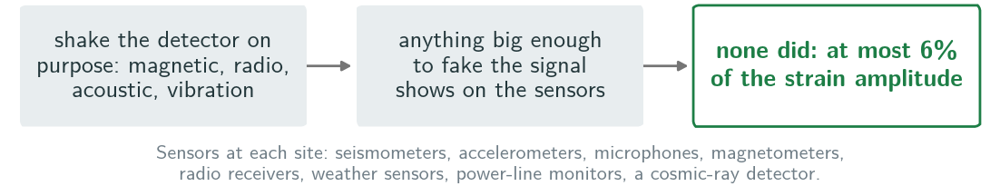 shake the detector on
purpose: magnetic, radio,
acoustic, vibration
anything big enough
to fake the signal
shows on the sensors
none did: at most 6%
of the strain amplitude
Sensors at each site: seismometers, accelerometers, microphones, magnetometers,
radio receivers, weather sensors, power-line monitors, a cosmic-ray detector.